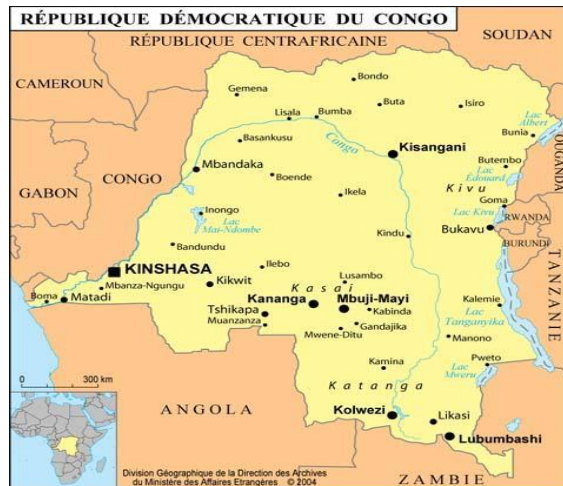 RÉPUBLIQUE DÉMOCRATIQUE DU CONGO
RÉPUBLIQUE CENTRAFRICAINE
SOUDAN
CAMEROUN
Bondo
Gemena
Buta
Isiro
Lisala
Bumba
Lac
Albert
Bunia
Basankusu
Congo
Kisangani
OUGANDA
Mbandaka
Butembo
GABON
CONGO
Boende
Lac
Édouard
Ikela
Kivu
Goma
Inongo
Lac Kivu
RWANDA
Lac
Mai-Ndombe
Kindu
Bukavu
BURUNDI
Bandundu
KINSHASA
Ilebo
Lusambo
TANZANIE
Mbanza-Ngungu
Kikwit
Kasai
Boma
Matadi
Kananga
Mbuji-Mayi
Kalemie
Tshikapa
Kabinda
Lac
Tanganyika
Muanzanza
Gandajika
Mwene-Ditu
Manono
Kamina
Pweto
0
300 km
Lac
Mweru
Katanga
ANGOLA
Kolwezi
Likasi
Lubumbashi
Division Géographique de la Direction des Archives
du Ministère des Affaires Etrangères © 2004
ZAMBIE